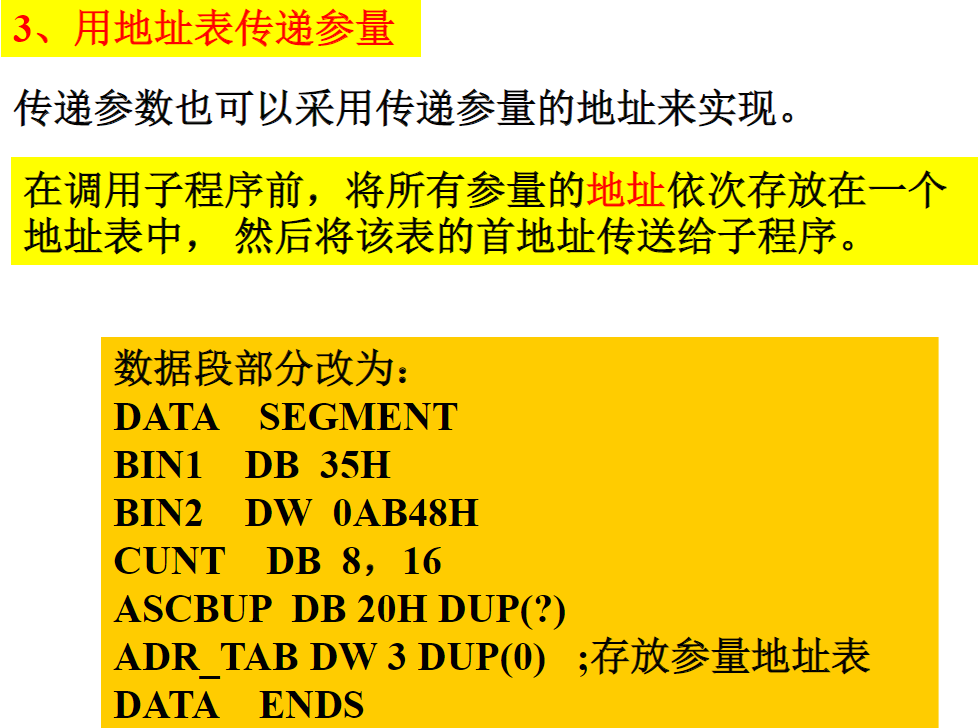 3、用地址表传递参量
传递参数也可以采用传递参量的地址来实现。
在调用子程序前，将所有参量的地址依次存放在一个
地址表中， 然后将该表的首地址传送给子程序。
数据段部分改为：
DATA SEGMENT
BIN1 DB 35H
BIN2 DW 0AB48H
CUNT DB 8，16
ASCBUP DB 20H DUP(?)
ADR_TAB DW 3 DUP(0) ;存放参量地址表
DATA ENDS